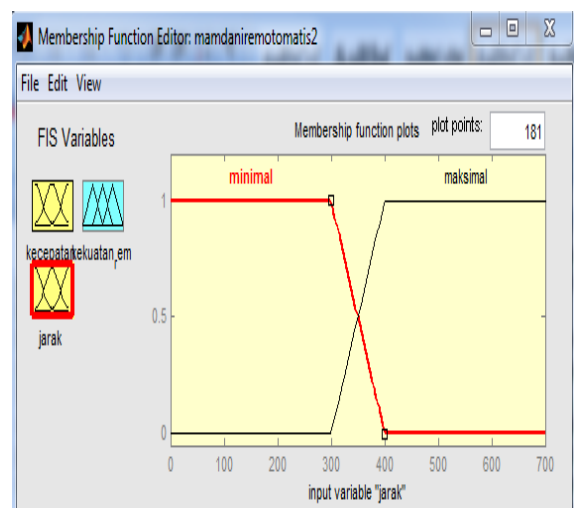 Membership Function Editor: mamdaniremotomatis2
File Edit View
FIS Variables
Membership function plots plot points: 181
minimal maksimal
kecepatan kekuatan_rem
jarak
1
0.5
0
0 100 200 300 400 500 600 700
input variable "jarak"